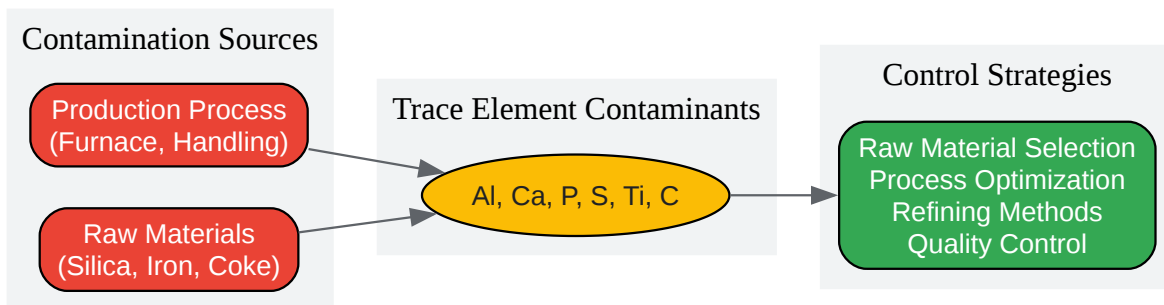 Contamination Sources
Production Process
(Furnace, Handling)
Raw Materials
(Silica, Iron, Coke)
Trace Element Contaminants
Al, Ca, P, S, Ti, C
Control Strategies
Raw Material Selection
Process Optimization
Refining Methods
Quality Control